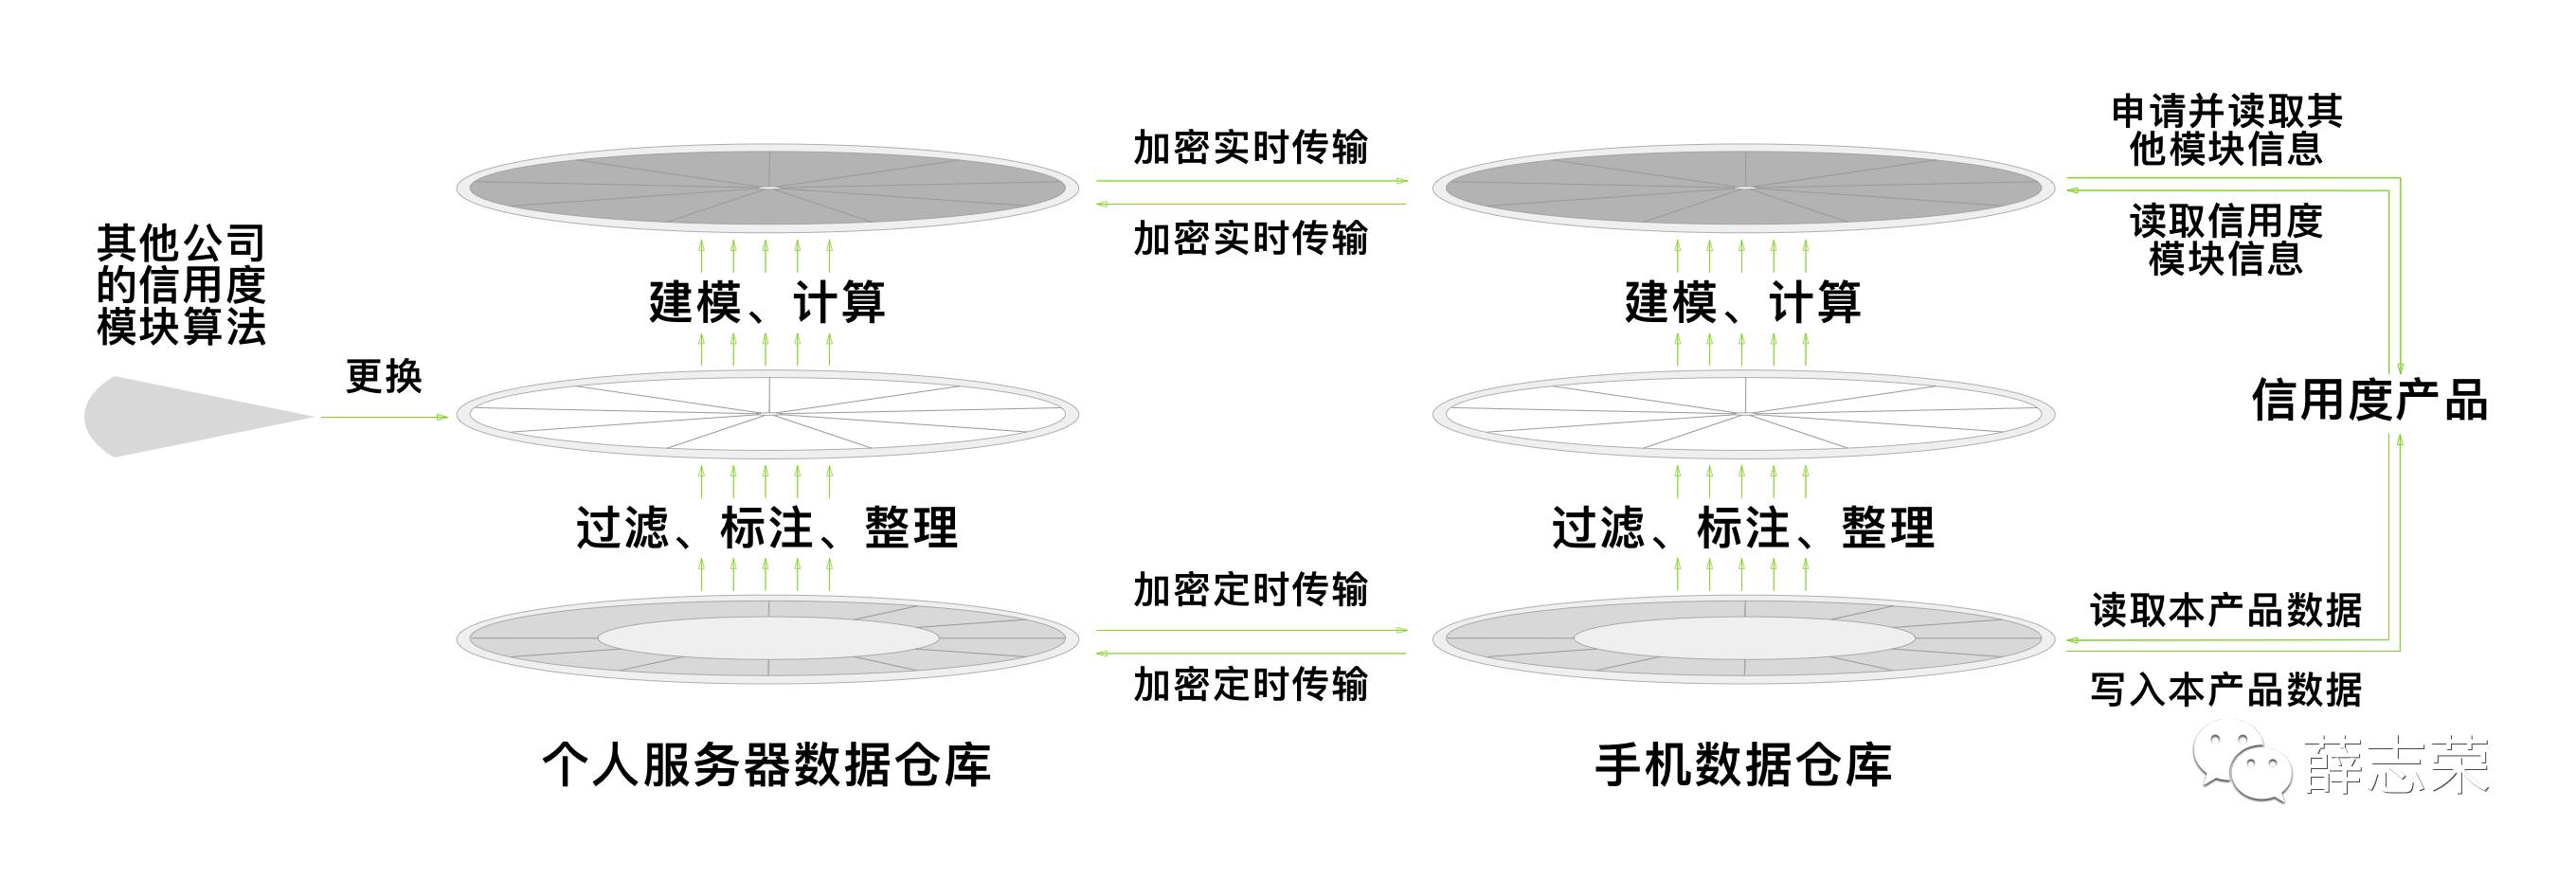 其他公司
的信用度
模块算法
更换
建模、计算
过滤、标注、整理
个人服务器数据仓库
加密实时传输
加密实时传输
加密定时传输
加密定时传输
建模、计算
过滤、标注、整理
手机数据仓库
申请并读取其
他模块信息
读取信用度
模块信息
信用度产品
读取本产品数据
写入本产品数据
薛志荣